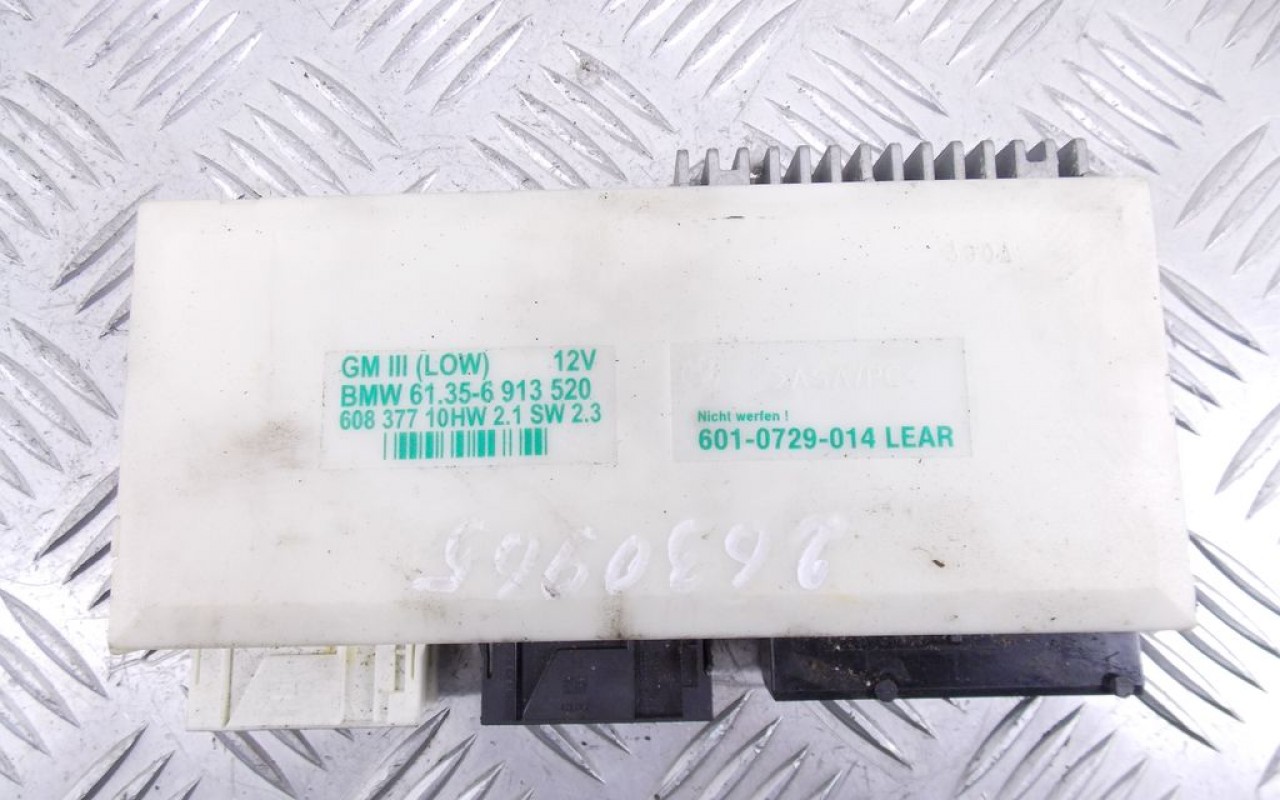 GM III (LOW) 12V
BMW 61.35-6 913 520
608 377 10HW 2.1 SW 2.3
Nicht werfen !
601-0729-014 LEAR
2630965